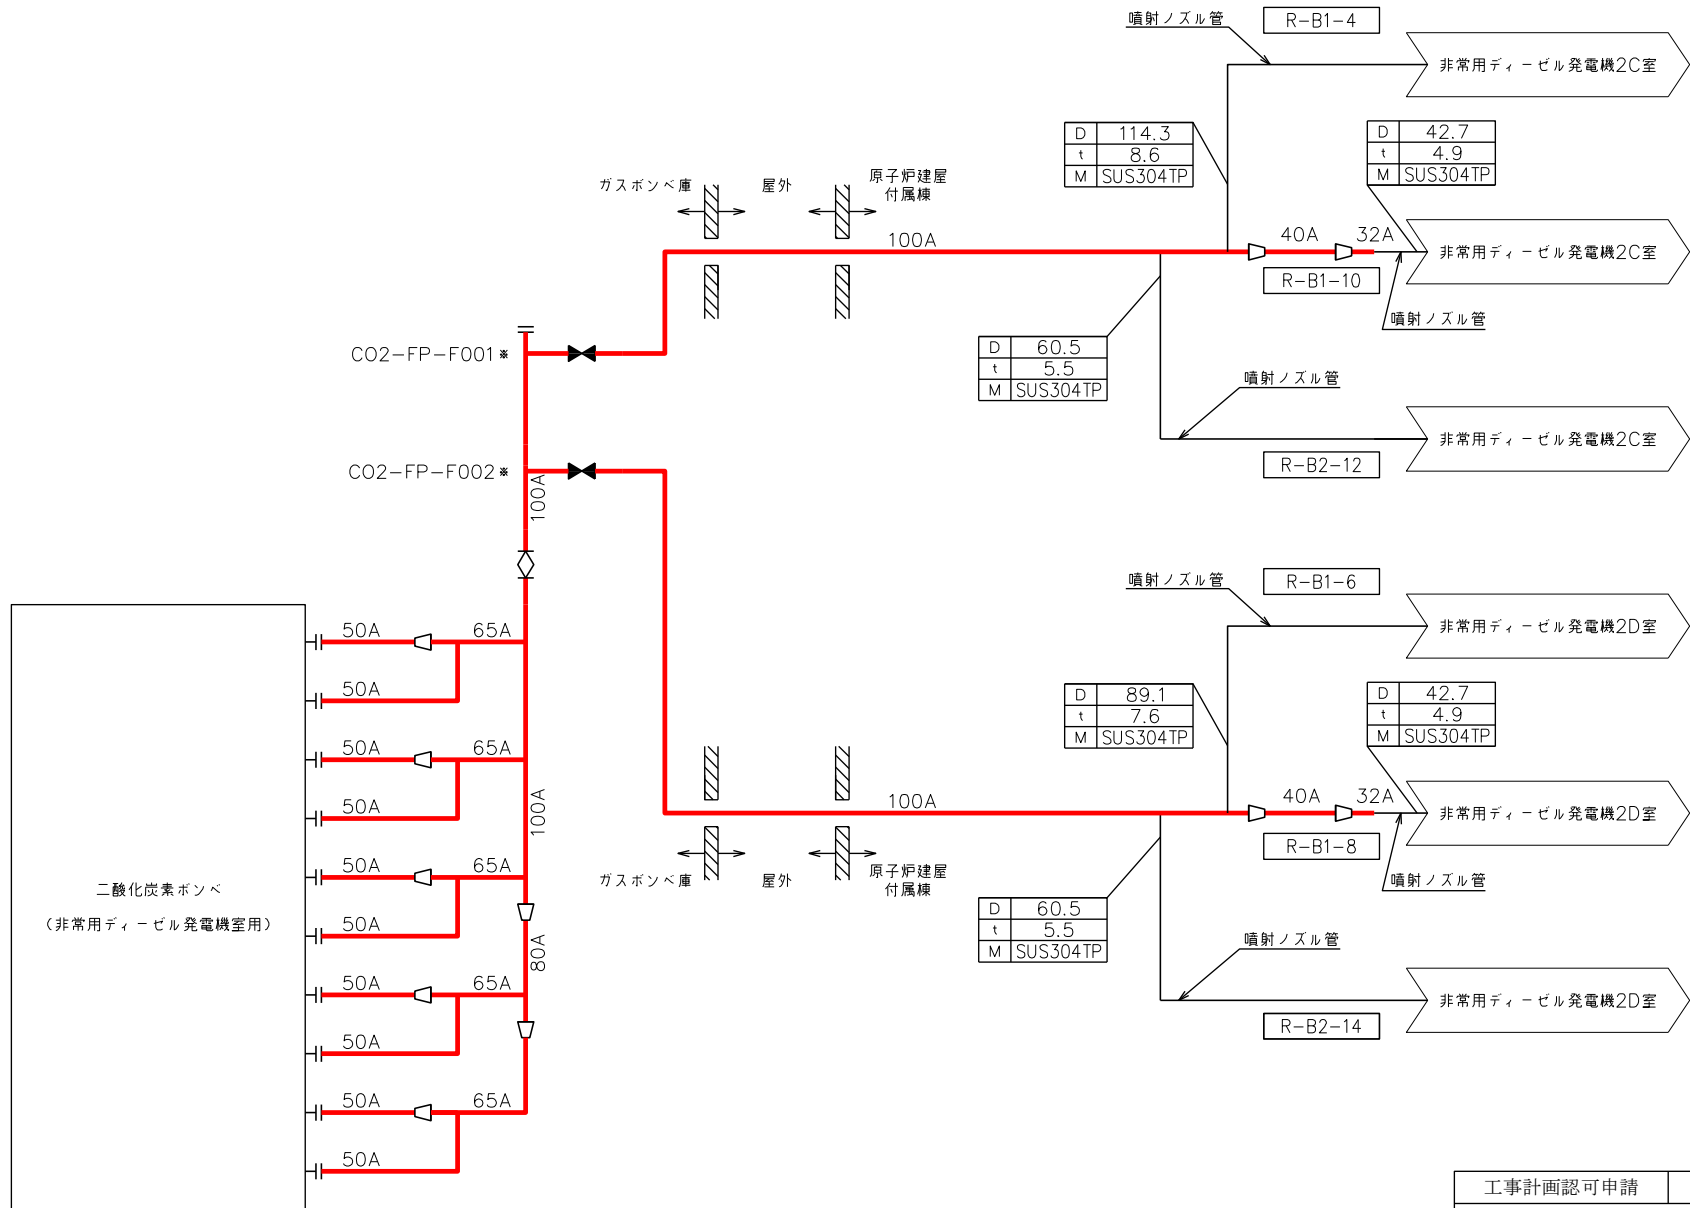 噴射ノズル管
R-B1-4
非常用ディーゼル発電機2C室
D 114.3
t 8.6
M SUS304TP
D 42.7
t 4.9
M SUS304TP
ガスボンベ庫
屋外
原子炉建屋
付属棟
100A
40A
32A
非常用ディーゼル発電機2C室
R-B1-10
噴射ノズル管
CO2-FP-F001※
D 60.5
t 5.5
M SUS304TP
噴射ノズル管
非常用ディーゼル発電機2C室
R-B2-12
CO2-FP-F002※
100A
噴射ノズル管
R-B1-6
非常用ディーゼル発電機2D室
D 89.1
t 7.6
M SUS304TP
D 42.7
t 4.9
M SUS304TP
100A
40A
32A
非常用ディーゼル発電機2D室
R-B1-8
噴射ノズル管
ガスボンベ庫
屋外
原子炉建屋
付属棟
D 60.5
t 5.5
M SUS304TP
噴射ノズル管
非常用ディーゼル発電機2D室
R-B2-14
50A
65A
50A
50A
65A
50A
100A
50A
65A
50A
80A
50A
65A
50A
50A
65A
50A
二酸化炭素ボンベ
(非常用ディーゼル発電機室用)
工事計画認可申請